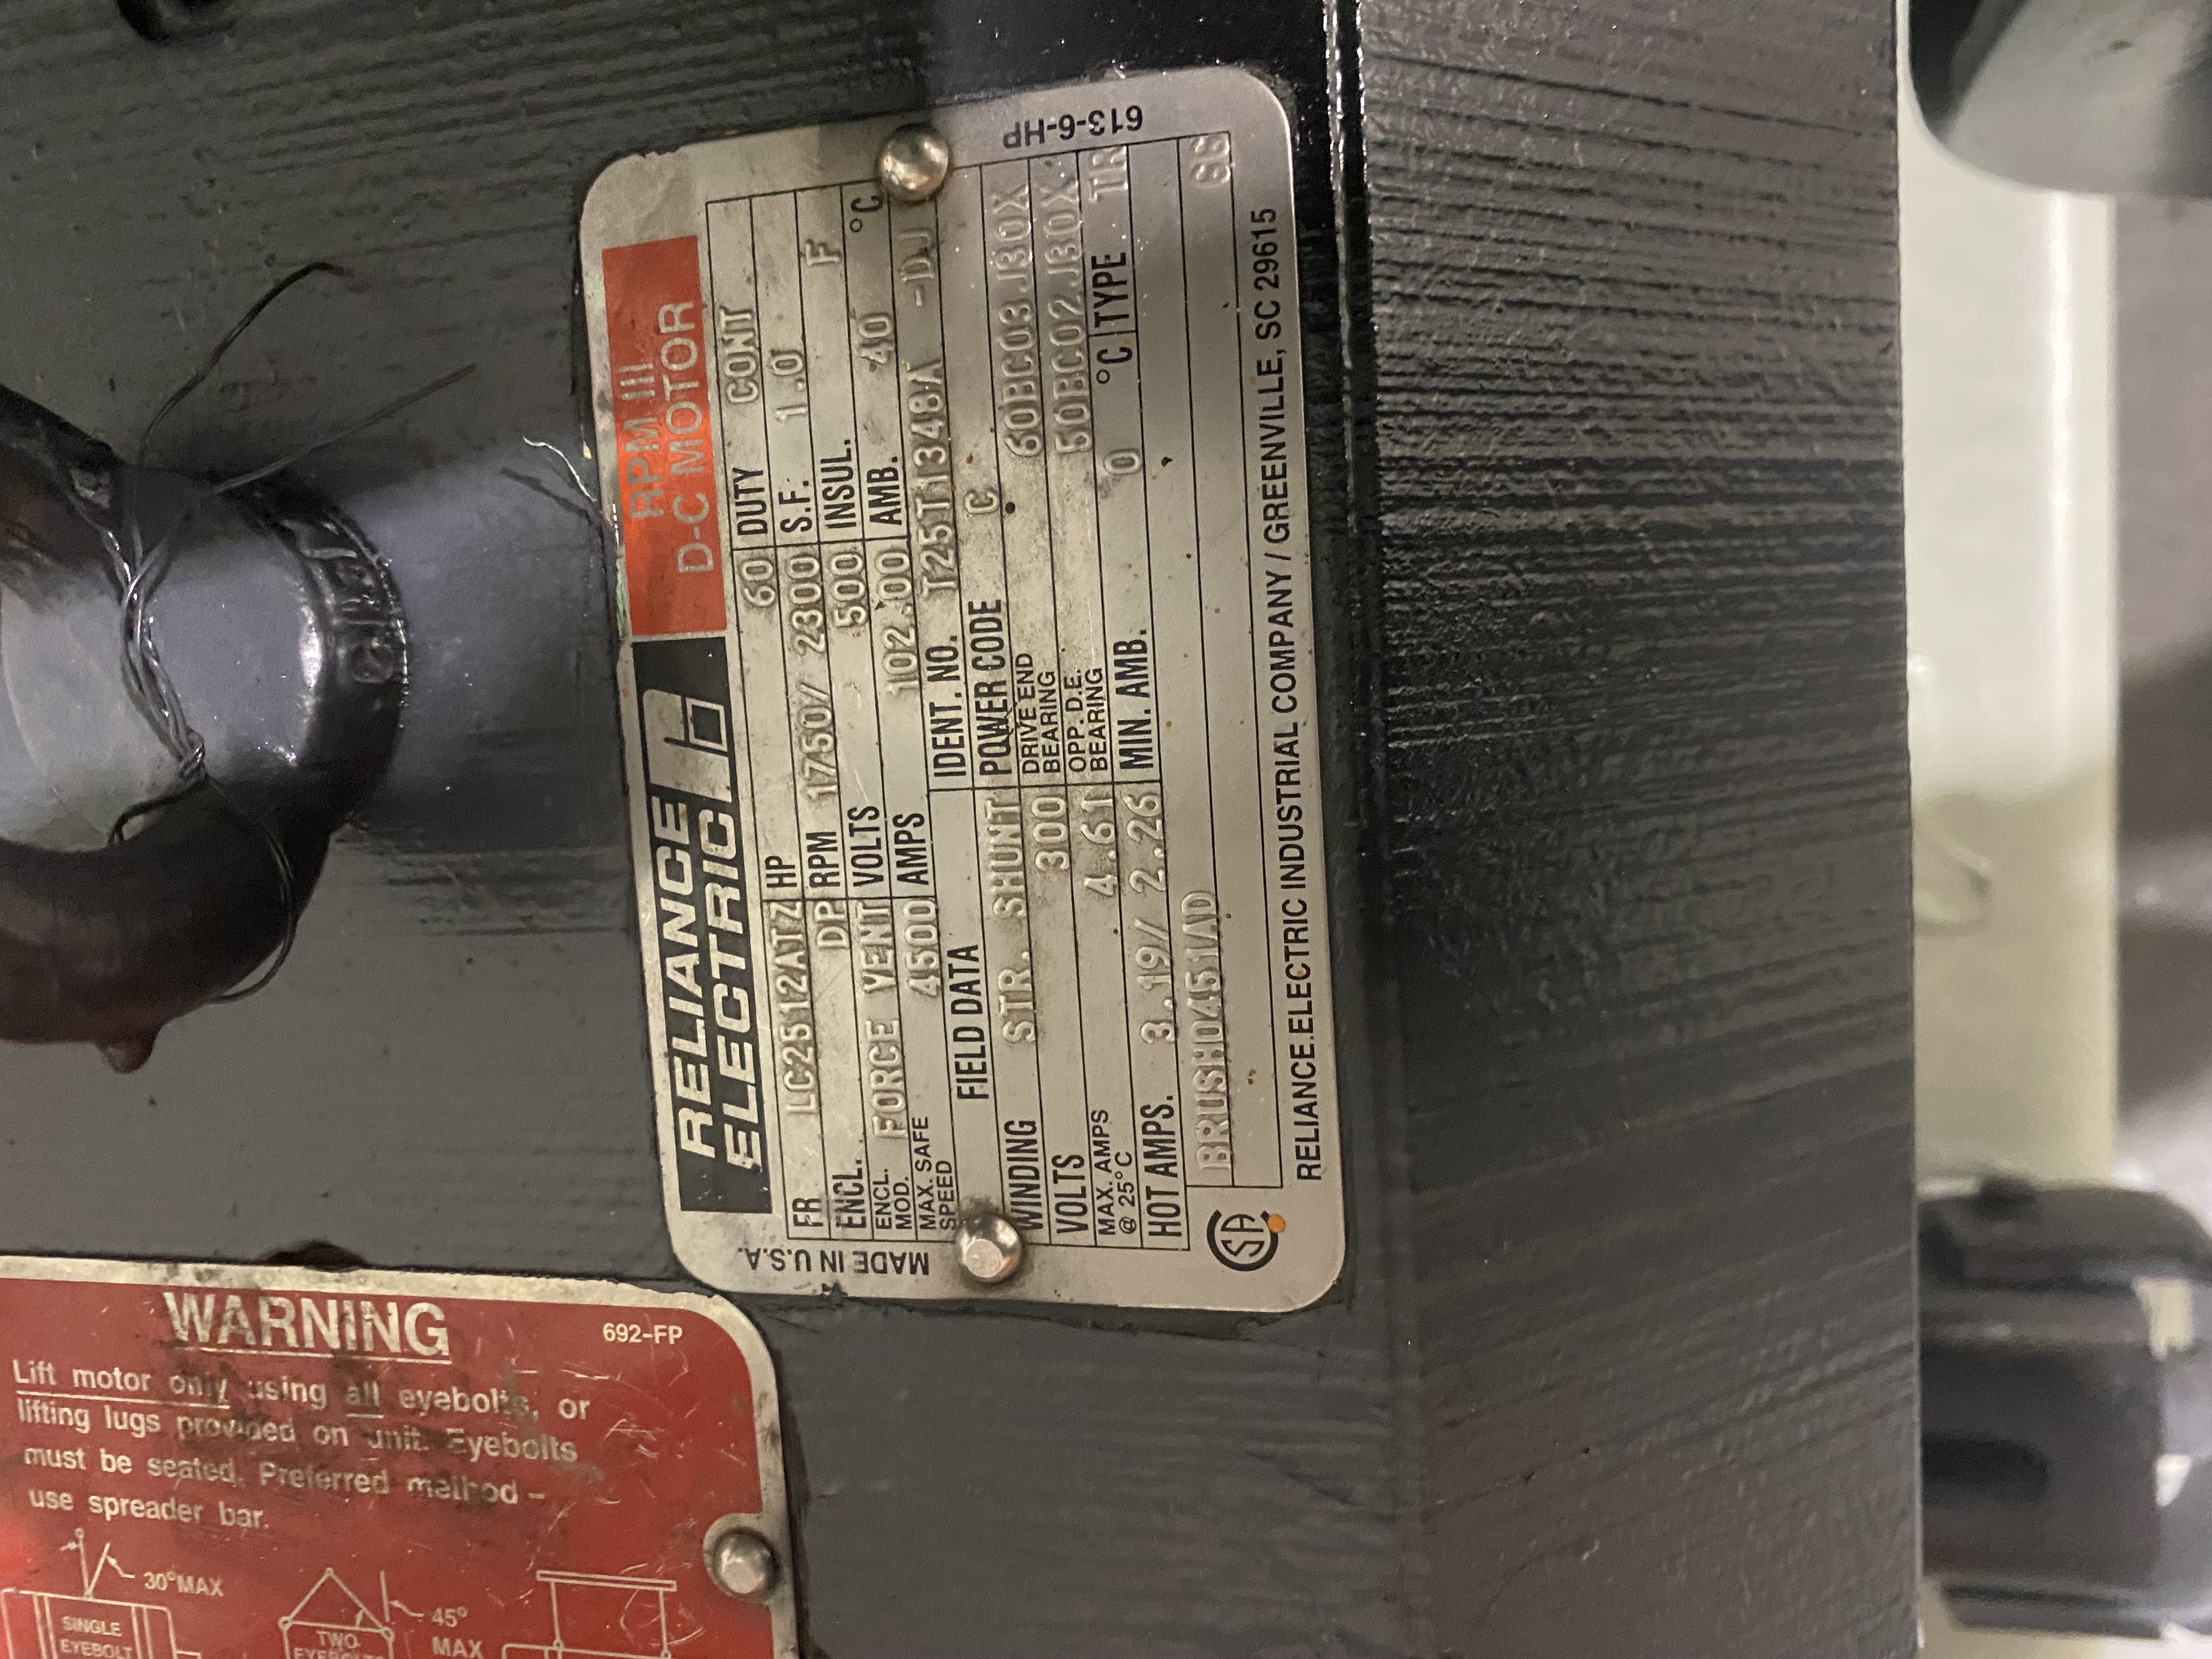 RELIANCE
ELECTRIC
RPM III
D-C MOTOR
FR LC2512ATZ HP 60 DUTY CONT
ENCL. DP RPM 1750// 2300 S.F. 1.0
ENCL. MOD. FORCE VENT VOLTS 500 INSUL. F
MAX. SAFE SPEED 4500 AMPS 102.00 AMB. 40 °C
FIELD DATA IDENT. NO. T25T1348A -DJ
WINDING STR. SHUNT POWER CODE C
VOLTS 300 DRIVE END BEARING 60BC03J30X
MAX. AMPS @ 25°C 4.61 OPP. D.E. BEARING 50BC02J30X
HOT AMPS. 3.19// 2.26 MIN. AMB. 0 °C TYPE TR
BRUSH0451AD S6
RELIANCE ELECTRIC INDUSTRIAL COMPANY / GREENVILLE, SC 29615
MADE IN U.S.A.
613-6-HP
SA
WARNING
692-FP
Lift motor only using all eyebolts, or
lifting lugs provided on unit. Eyebolts
must be seated. Preferred method –
use spreader bar.
30° MAX
45°
MAX
SINGLE
EYEBOLT
TWO